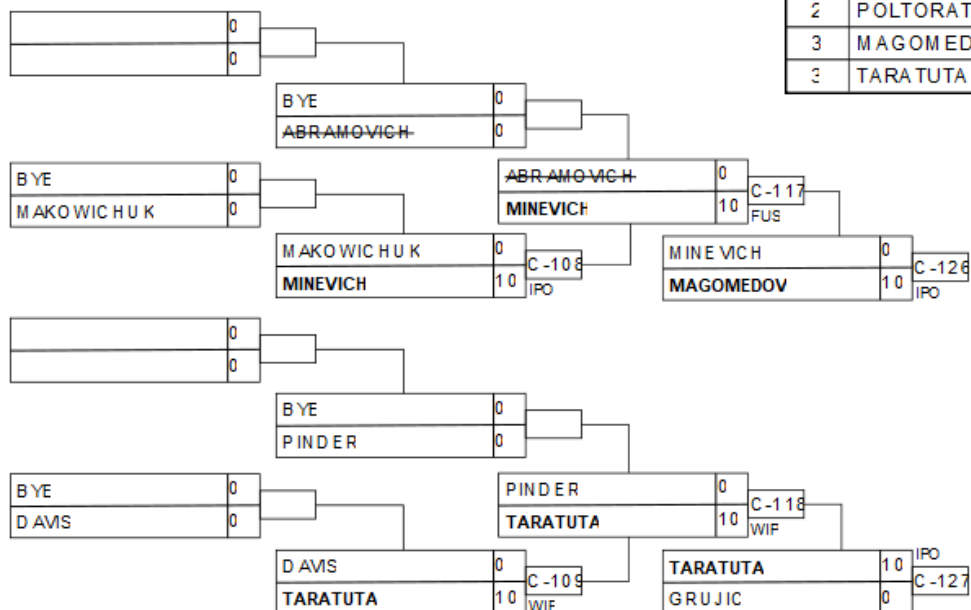 0
0
2 POLTORAT
3 MAGOMED
3 TARATUTA
BYE 0
ABRAMOVICH 0
BYE 0
MAKOWICHUK 0
ABRAMOVICH 0
MINEVICH 10
C-117
FUS
MAKOWICHUK 0
MINEVICH 10
C-108
IPO
MINEVICH 0
MAGOMEDOV 10
C-126
IPO
0
0
BYE 0
PINDER 0
BYE 0
DAVIS 0
PINDER 0
TARATUTA 10
C-118
WIF
DAVIS 0
TARATUTA 10
C-109
WIF
TARATUTA 10
GRUJIC 0
IPO
C-127